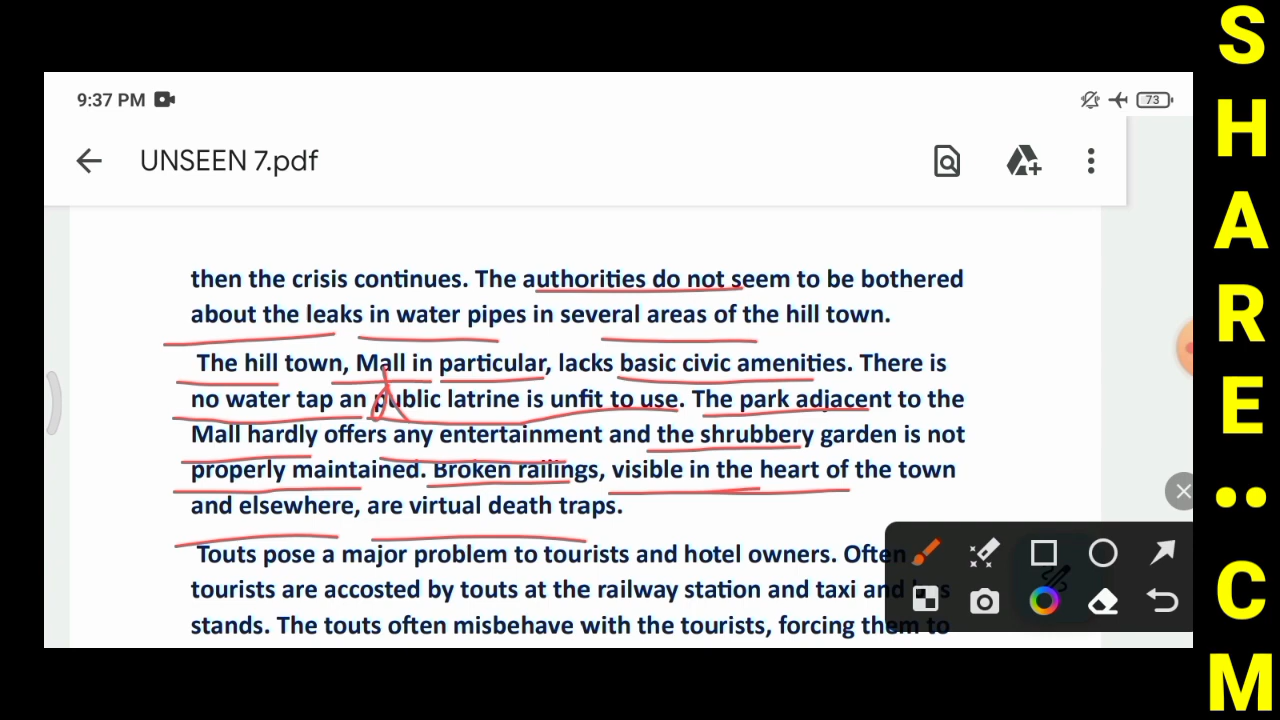 9:37 PM
73
UNSEEN 7.pdf
then the crisis continues. The authorities do not seem to be bothered
about the leaks in water pipes in several areas of the hill town.
The hill town, Mall in particular, lacks basic civic amenities. There is
no water tap an public latrine is unfit to use. The park adjacent to the
Mall hardly offers any entertainment and the shrubbery garden is not
properly maintained. Broken railings, visible in the heart of the town
and elsewhere, are virtual death traps.
Touts pose a major problem to tourists and hotel owners. Often
tourists are accosted by touts at the railway station and taxi and
stands. The touts often misbehave with the tourists, forcing them to
SHARE..CM